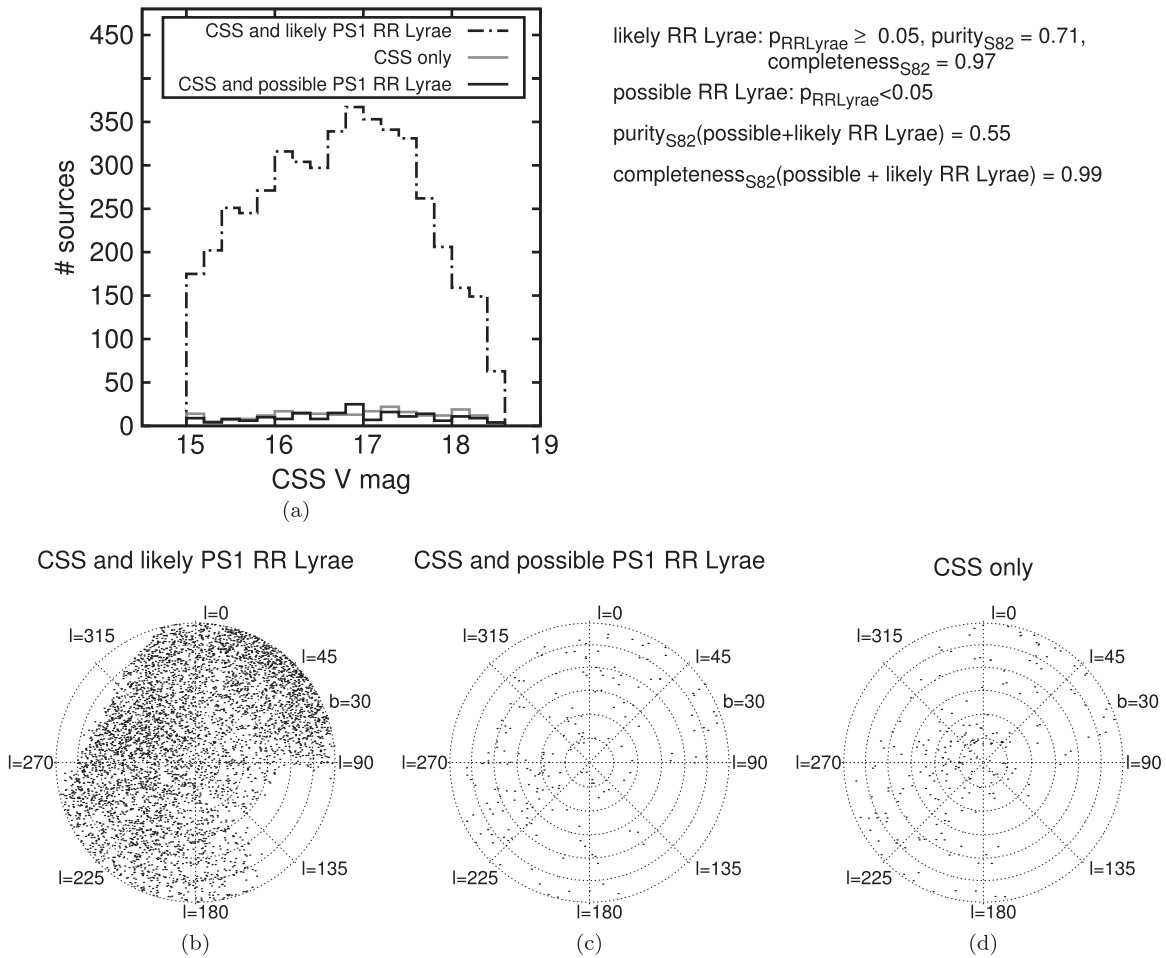 450
400
350
300
250
200
150
100
50
0
# sources
CSS and likely PS1 RR Lyrae
CSS only
CSS and possible PS1 RR Lyrae
15 16 17 18 19
CSS V mag
(a)
likely RR Lyrae: pRRLyrae ≥ 0.05, purityS82 = 0.71,
completenessS82 = 0.97
possible RR Lyrae: pRRLyrae<0.05
purityS82(possible+likely RR Lyrae) = 0.55
completenessS82(possible + likely RR Lyrae) = 0.99
CSS and likely PS1 RR Lyrae
l=0
l=315
l=45
b=30
l=270
l=90
l=225
l=135
l=180
(b)
CSS and possible PS1 RR Lyrae
l=0
l=315
l=45
b=30
l=270
l=90
l=225
l=135
l=180
(c)
CSS only
l=0
l=315
l=45
b=30
l=270
l=90
l=225
l=135
l=180
(d)